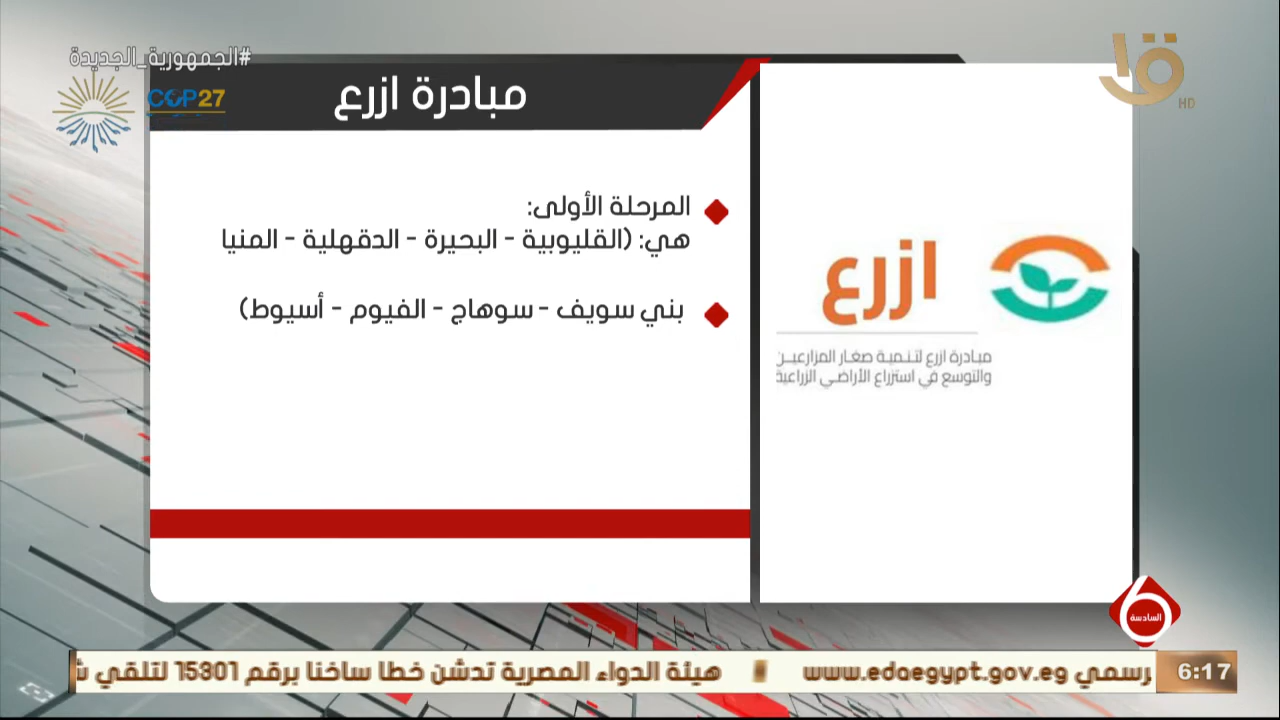 #الجمهورية_الجديدة
COP27
HD
مبادرة ازرع
المرحلة الأولى:
هي: (القليوبية - البحيرة - الدقهلية - المنيا
بني سويف - سوهاج - الفيوم - أسيوط)
ازرع
مبادرة ازرع لتنمية صغار المزارعين
والتوسع في استزراع الأراضي الزراعية
6
السادسة
6:17
رسمي www.edaegypt.gov.eg هيئة الدواء المصرية تدشن خطا ساخنا برقم 15301 لتلقي